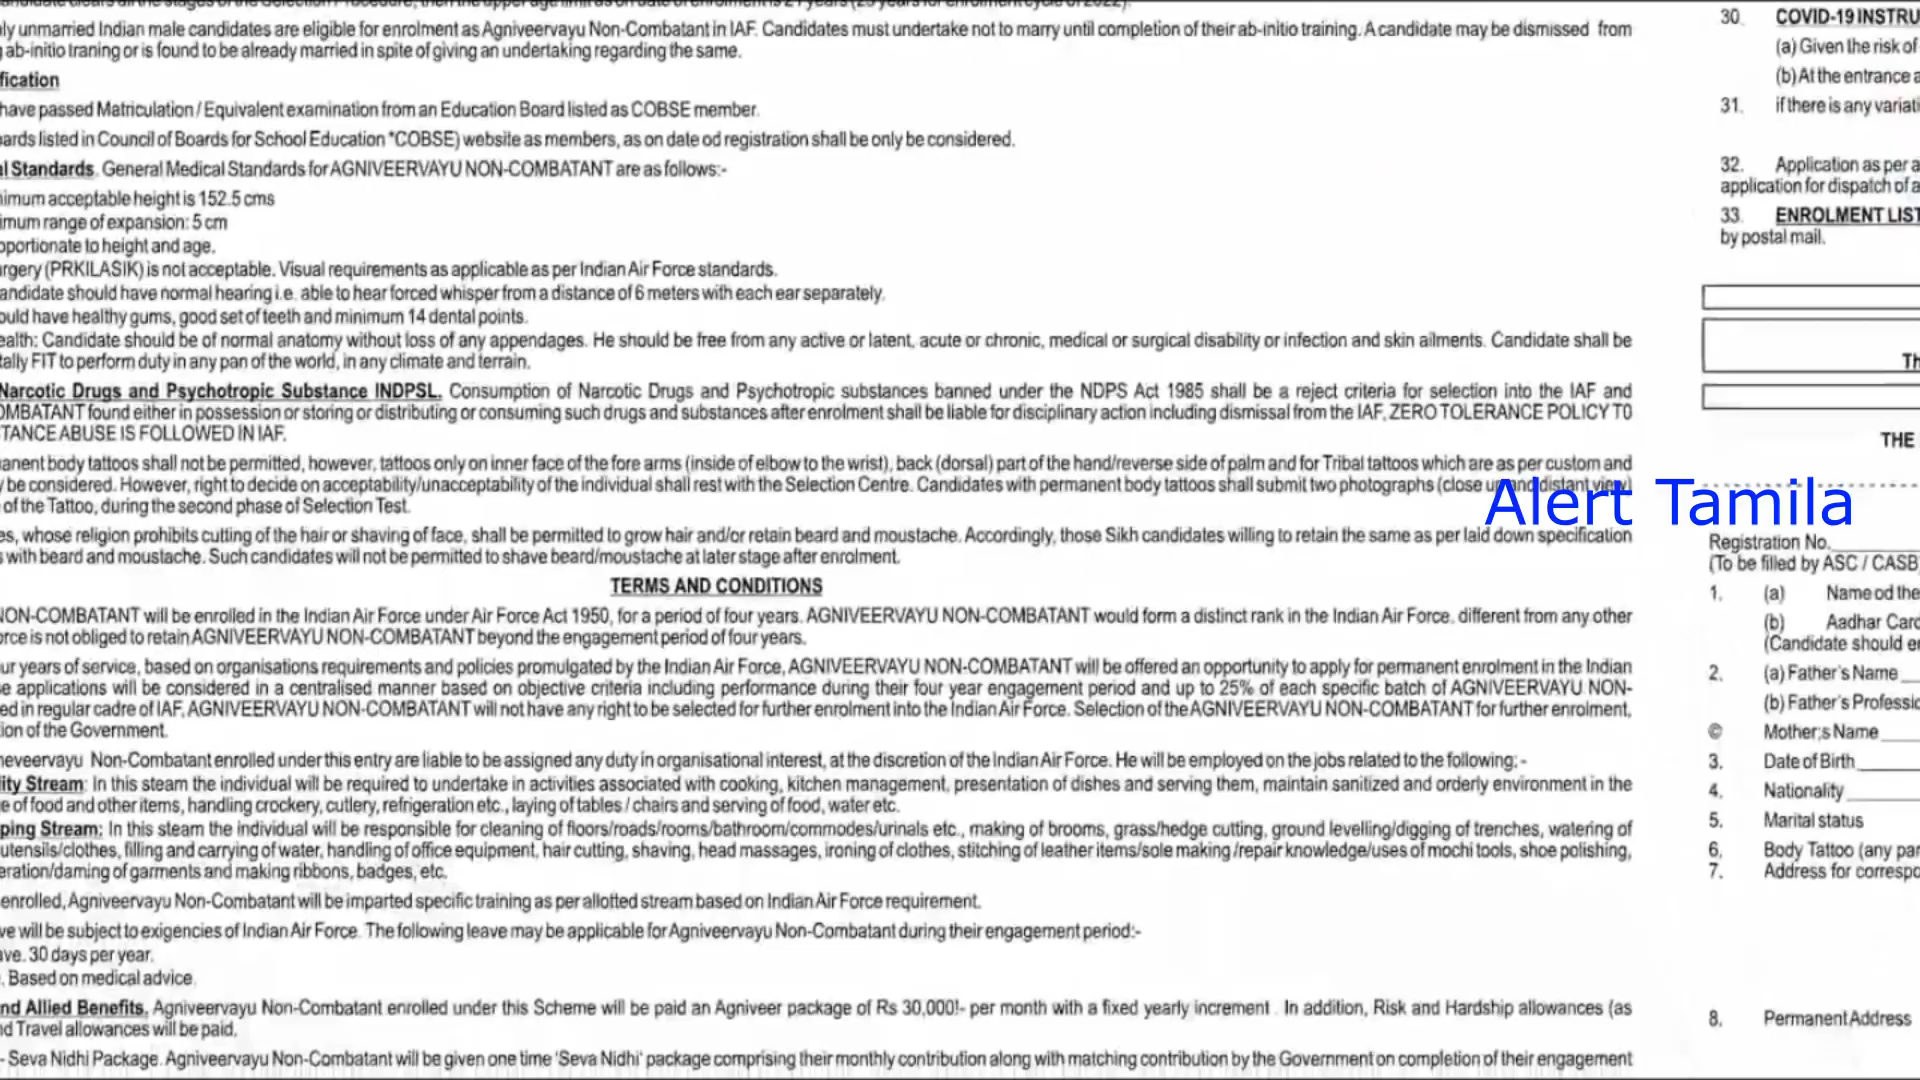 ly unmarried Indian male candidates are eligible for enrolment as Agniveervayu Non-Combatant in IAF. Candidates must undertake not to marry until completion of their ab-initio training. A candidate may be dismissed from
ab-initio traning or is found to be already married in spite of giving an undertaking regarding the same.
fication
have passed Matriculation / Equivalent examination from an Education Board listed as COBSE member.
oards listed in Council of Boards for School Education *COBSE) website as members, as on date od registration shall be only be considered.
al Standards. General Medical Standards for AGNIVEERVAYU NON-COMBATANT are as follows:-
nimum acceptable height is 152.5 cms
imum range of expansion: 5 cm
oportionate to height and age.
urgery (PRKILASIK) is not acceptable. Visual requirements as applicable as per Indian Air Force standards.
andidate should have normal hearing i.e. able to hear forced whisper from a distance of 6 meters with each ear separately.
ould have healthy gums, good set of teeth and minimum 14 dental points.
ealth: Candidate should be of normal anatomy without loss of any appendages. He should be free from any active or latent, acute or chronic, medical or surgical disability or infection and skin ailments. Candidate shall be
tally FIT to perform duty in any pan of the world, in any climate and terrain.
Narcotic Drugs and Psychotropic Substance INDPSL. Consumption of Narcotic Drugs and Psychotropic substances banned under the NDPS Act 1985 shall be a reject criteria for selection into the IAF and
OMBATANT found either in possession or storing or distributing or consuming such drugs and substances after enrolment shall be liable for disciplinary action including dismissal from the IAF, ZERO TOLERANCE POLICY T0
TANCE ABUSE IS FOLLOWED IN IAF.
anent body tattoos shall not be permitted, however, tattoos only on inner face of the fore arms (inside of elbow to the wrist), back (dorsal) part of the hand/reverse side of palm and for Tribal tattoos which are as per custom and
y be considered. However, right to decide on acceptability/unacceptability of the individual shall rest with the Selection Centre. Candidates with permanent body tattoos shall submit two photographs (close up and distant view)
of the Tattoo, during the second phase of Selection Test.
es, whose religion prohibits cutting of the hair or shaving of face, shall be permitted to grow hair and/or retain beard and moustache. Accordingly, those Sikh candidates willing to retain the same as per laid down specification
s with beard and moustache. Such candidates will not be permitted to shave beard/moustache at later stage after enrolment.
TERMS AND CONDITIONS
NON-COMBATANT will be enrolled in the Indian Air Force under Air Force Act 1950, for a period of four years. AGNIVEERVAYU NON-COMBATANT would form a distinct rank in the Indian Air Force, different from any other
orce is not obliged to retain AGNIVEERVAYU NON-COMBATANT beyond the engagement period of four years.
ur years of service, based on organisations requirements and policies promulgated by the Indian Air Force, AGNIVEERVAYU NON-COMBATANT will be offered an opportunity to apply for permanent enrolment in the Indian
se applications will be considered in a centralised manner based on objective criteria including performance during their four year engagement period and up to 25% of each specific batch of AGNIVEERVAYU NON-
ed in regular cadre of IAF, AGNIVEERVAYU NON-COMBATANT will not have any right to be selected for further enrolment into the Indian Air Force. Selection of the AGNIVEERVAYU NON-COMBATANT for further enrolment,
ion of the Government.
neveervayu Non-Combatant enrolled under this entry are liable to be assigned any duty in organisational interest, at the discretion of the Indian Air Force. He will be employed on the jobs related to the following; -
lity Stream: In this steam the individual will be required to undertake in activities associated with cooking, kitchen management, presentation of dishes and serving them, maintain sanitized and orderly environment in the
e of food and other items, handling crockery, cutlery, refrigeration etc., laying of tables / chairs and serving of food, water etc.
ping Stream; In this steam the individual will be responsible for cleaning of floors/roads/rooms/bathroom/commodes/urinals etc., making of brooms, grass/hedge cutting, ground levelling/digging of trenches, watering of
utensils/clothes, filling and carrying of water, handling of office equipment, hair cutting, shaving, head massages, ironing of clothes, stitching of leather items/sole making /repair knowledge/uses of mochi tools, shoe polishing,
eration/daming of garments and making ribbons, badges, etc.
enrolled, Agniveervayu Non-Combatant will be imparted specific training as per allotted stream based on Indian Air Force requirement.
ve will be subject to exigencies of Indian Air Force. The following leave may be applicable for Agniveervayu Non-Combatant during their engagement period:-
ave. 30 days per year.
. Based on medical advice.
nd Allied Benefits. Agniveervayu Non-Combatant enrolled under this Scheme will be paid an Agniveer package of Rs 30,000!- per month with a fixed yearly increment . In addition, Risk and Hardship allowances (as
nd Travel allowances will be paid.
- Seva Nidhi Package. Agniveervayu Non-Combatant will be given one time 'Seva Nidhi' package comprising their monthly contribution along with matching contribution by the Government on completion of their engagement
30. COVID-19 INSTRU
(a) Given the risk of
(b) At the entrance a
31. if there is any variati
32. Application as per a
application for dispatch of a
33. ENROLMENT LIST
by postal mail.
Th
THE
Alert Tamila
Registration No.
(To be filled by ASC / CASB)
1. (a) Name od the
(b) Aadhar Card
(Candidate should en
2. (a) Father's Name
(b) Father's Professio
© Mother;s Name
3. Date of Birth
4. Nationality
5. Marital status
6. Body Tattoo (any par
7. Address for correspo
8. Permanent Address